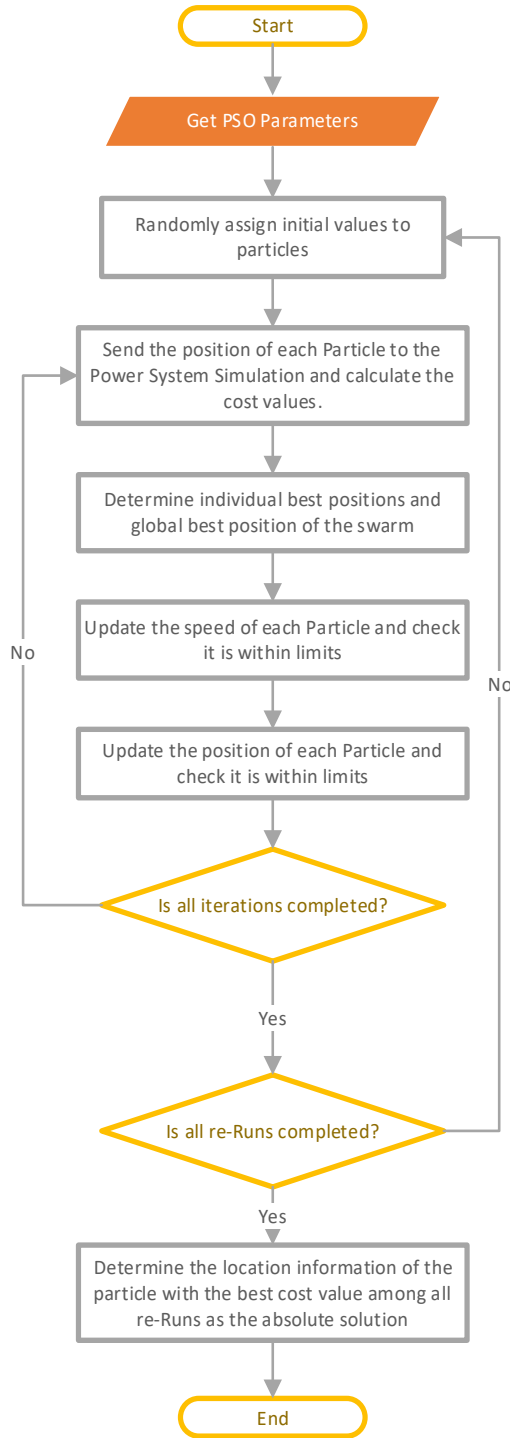 Start
Get PSO Parameters
Randomly assign initial values to
particles
Send the position of each Particle to the
Power System Simulation and calculate the
cost values.
Determine individual best positions and
global best position of the swarm
Update the speed of each Particle and check
it is within limits
No
No
Update the position of each Particle and
check it is within limits
Is all iterations completed?
Yes
Is all re-Runs completed?
Yes
Determine the location information of the
particle with the best cost value among all
re-Runs as the absolute solution
End